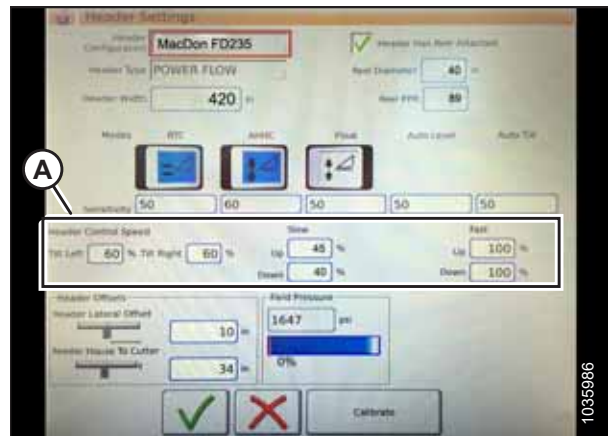 Header Settings
Header Configuration MacDon FD235 Header Has Reel Attached
Header Type POWER FLOW Reel Diameter 40 in
Header Width 420 in Reel PPR 89
Modes RTC AHHC Float Auto Level Auto Tilt
Sensitivity 50 60 50 50 50
A
Header Control Speed Slow Fast
Tilt Left 60 % Tilt Right 60 % Up 45 % Up 100 %
Down 40 % Down 100 %
Header Offsets Field Pressure
Header Lateral Offset 10 in 1647 psi
Feeder House To Cutter 34 in 0%
Calibrate
1035986